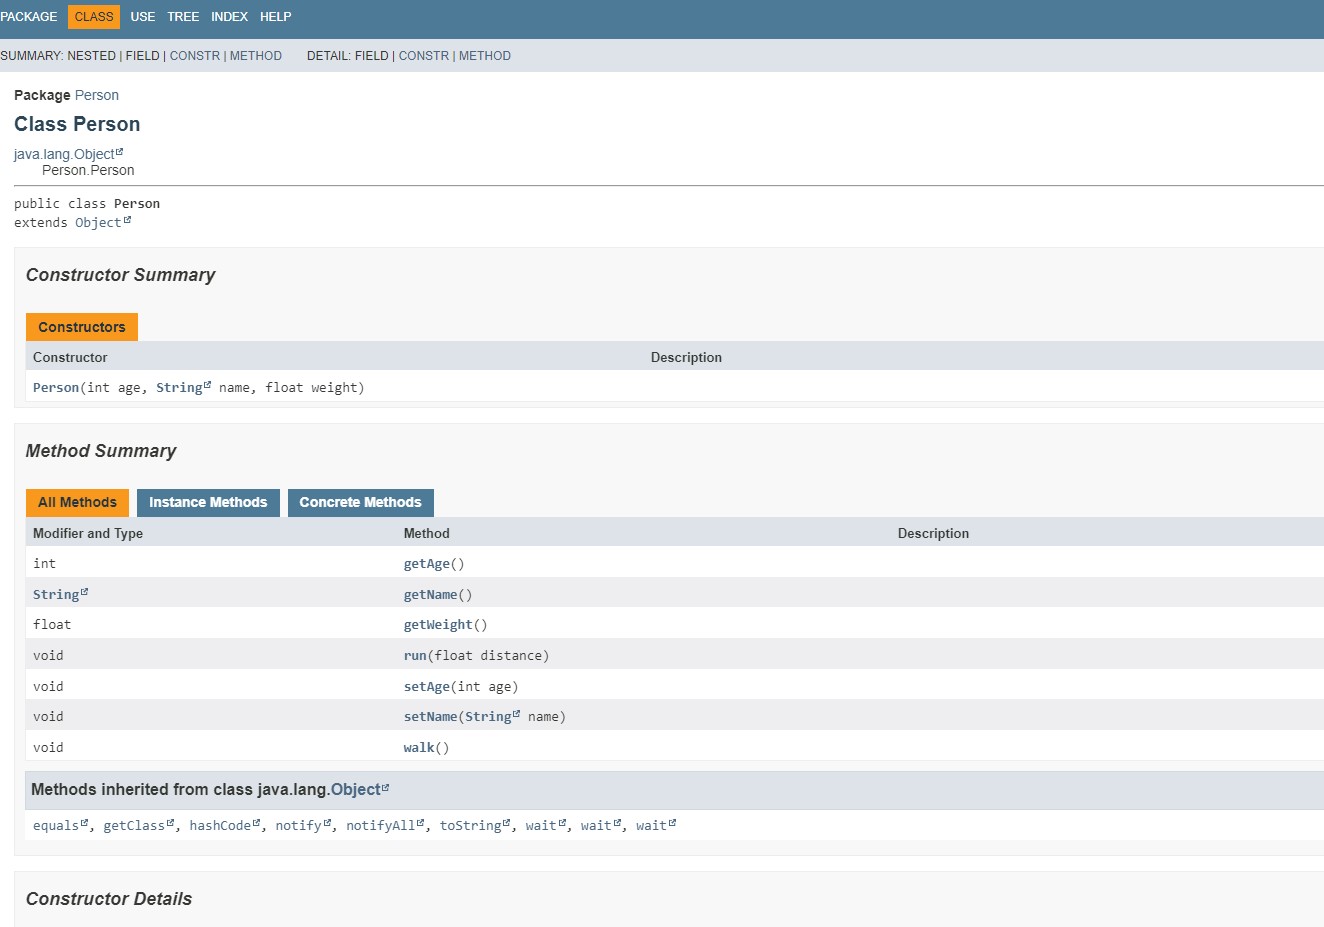 PACKAGE CLASS USE TREE INDEX HELP
SUMMARY: NESTED | FIELD | CONSTR | METHOD DETAIL: FIELD | CONSTR | METHOD
Package Person
Class Person
java.lang.Object
Person.Person
public class Person
extends Object
Constructor Summary
Constructors
Constructor Description
Person(int age, String name, float weight)
Method Summary
All Methods Instance Methods Concrete Methods
Modifier and Type Method Description
int getAge()
String getName()
float getWeight()
void run(float distance)
void setAge(int age)
void setName(String name)
void walk()
Methods inherited from class java.lang.Object
equals, getClass, hashCode, notify, notifyAll, toString, wait, wait, wait
Constructor Details